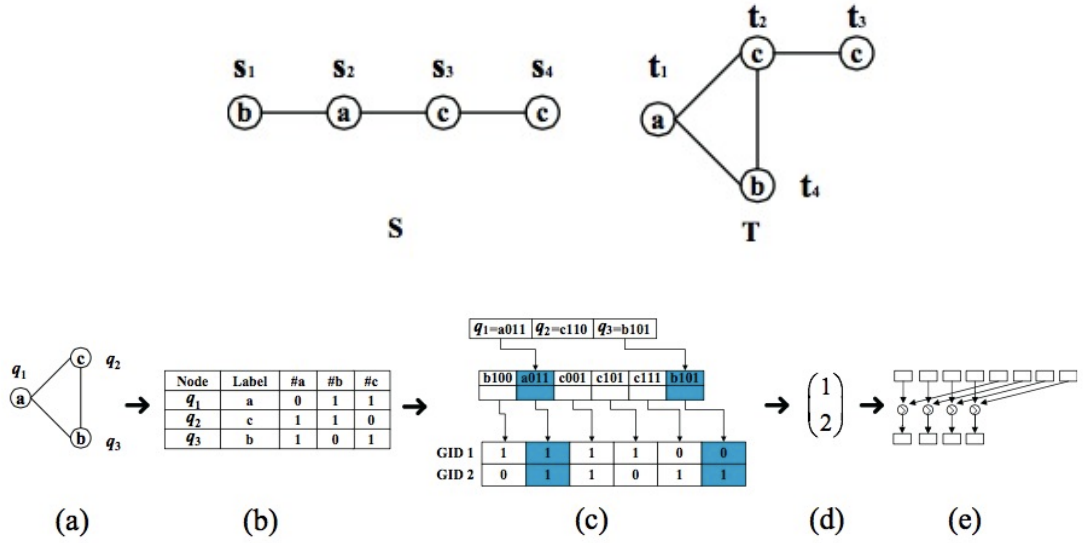 s₁ s₂ s₃ s₄
b a c c
S
t₁ t₂ t₃
a c c
b t₄
T
q₁ a
c q₂
b q₃
Node Label #a #b #c
q₁ a 0 1 1
q₂ c 1 1 0
q₃ b 1 0 1
q₁=a011 q₂=c110 q₃=b101
b100 a011 c001 c101 c111 b101
GID 1 1 1 1 1 0 0
GID 2 0 1 1 0 1 1
1
2
(a) (b) (c) (d) (e)